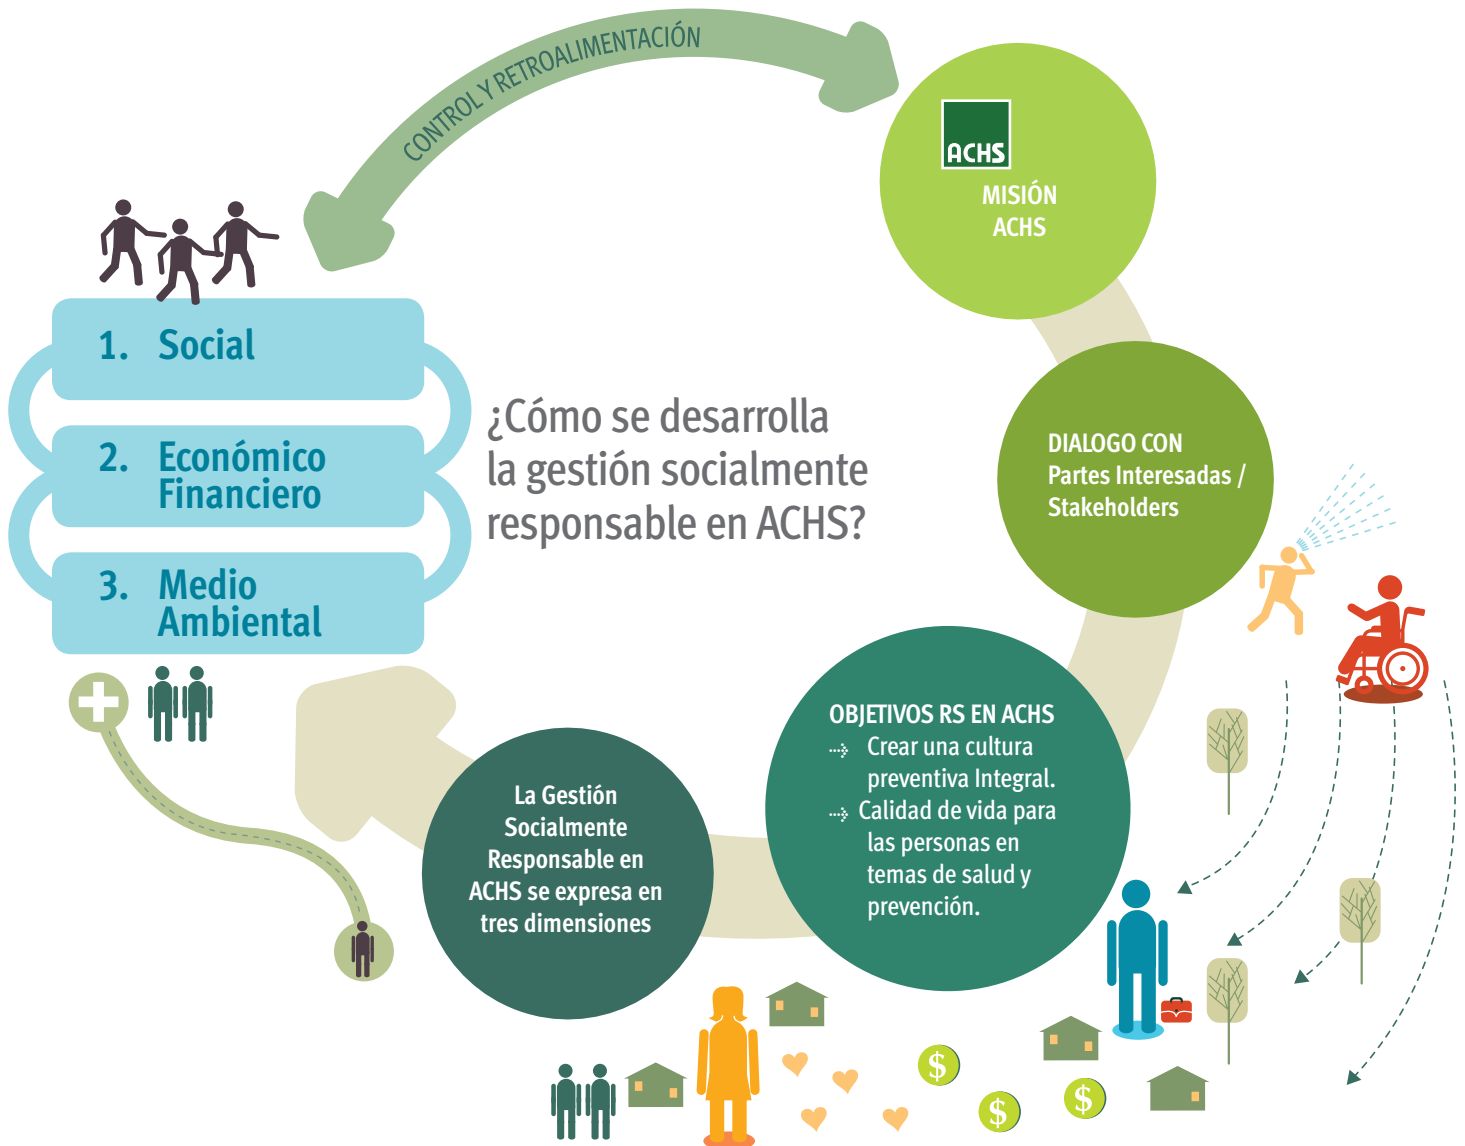 CONTROL Y RETROALIMENTACIÓN
ACHS
MISIÓN
ACHS
1. Social
2. Económico
Financiero
3. Medio
Ambiental
¿Cómo se desarrolla
la gestión socialmente
responsable en ACHS?
DIALOGO CON
Partes Interesadas /
Stakeholders
OBJETIVOS RS EN ACHS
Crear una cultura
preventiva Integral.
Calidad de vida para
las personas en
temas de salud y
prevención.
La Gestión
Socialmente
Responsable en
ACHS se expresa en
tres dimensiones
$
$
$